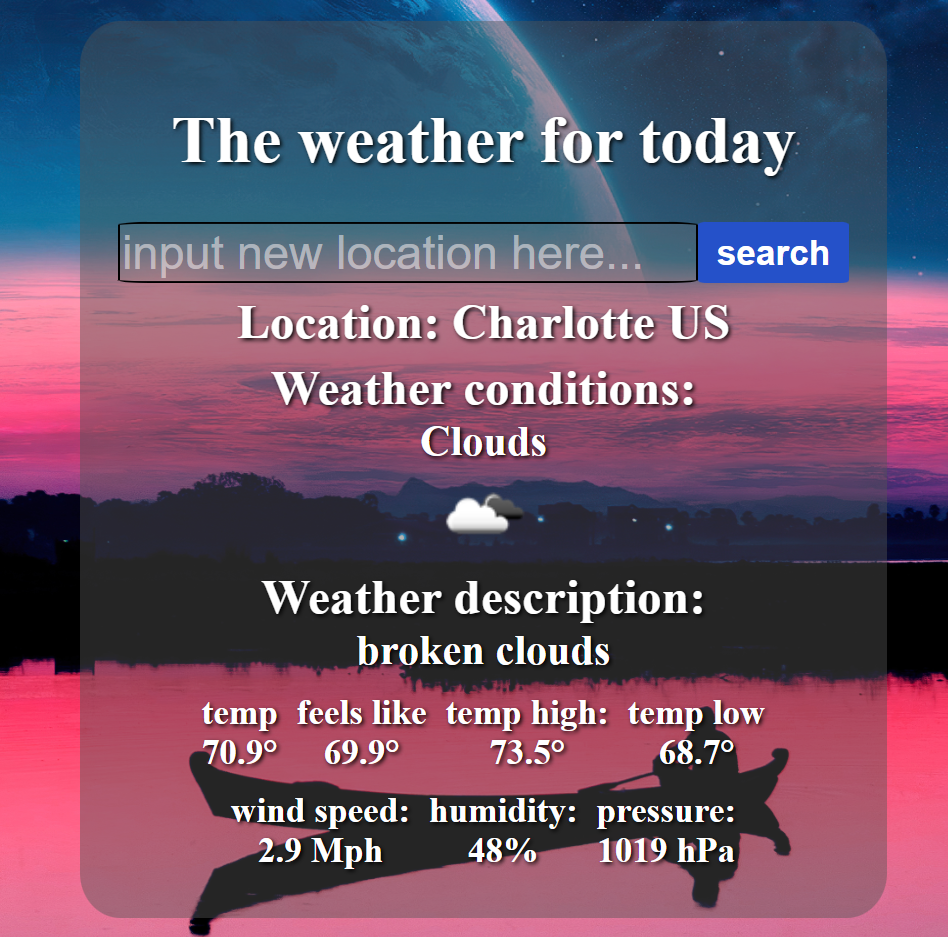 The weather for today
input new location here... search
Location: Charlotte US
Weather conditions:
Clouds
Weather description:
broken clouds
temp feels like temp high: temp low
70.9° 69.9° 73.5° 68.7°
wind speed: humidity: pressure:
2.9 Mph 48% 1019 hPa